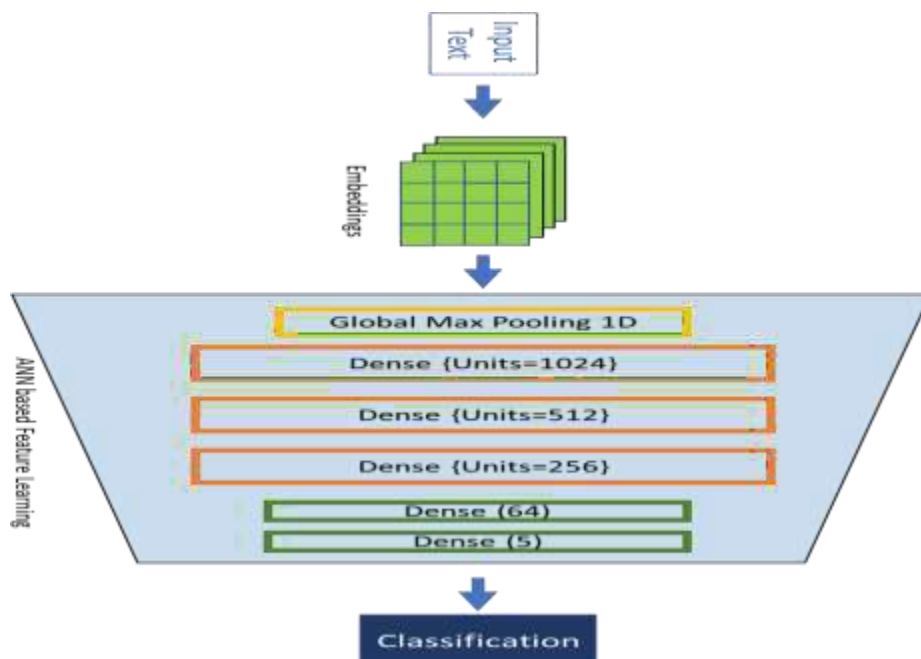 Input
Text
Embeddings
Global Max Pooling 1D
Dense {Units=1024}
Dense {Units=512}
Dense {Units=256}
Dense (64)
Dense (5)
ANN based Feature Learning
Classification